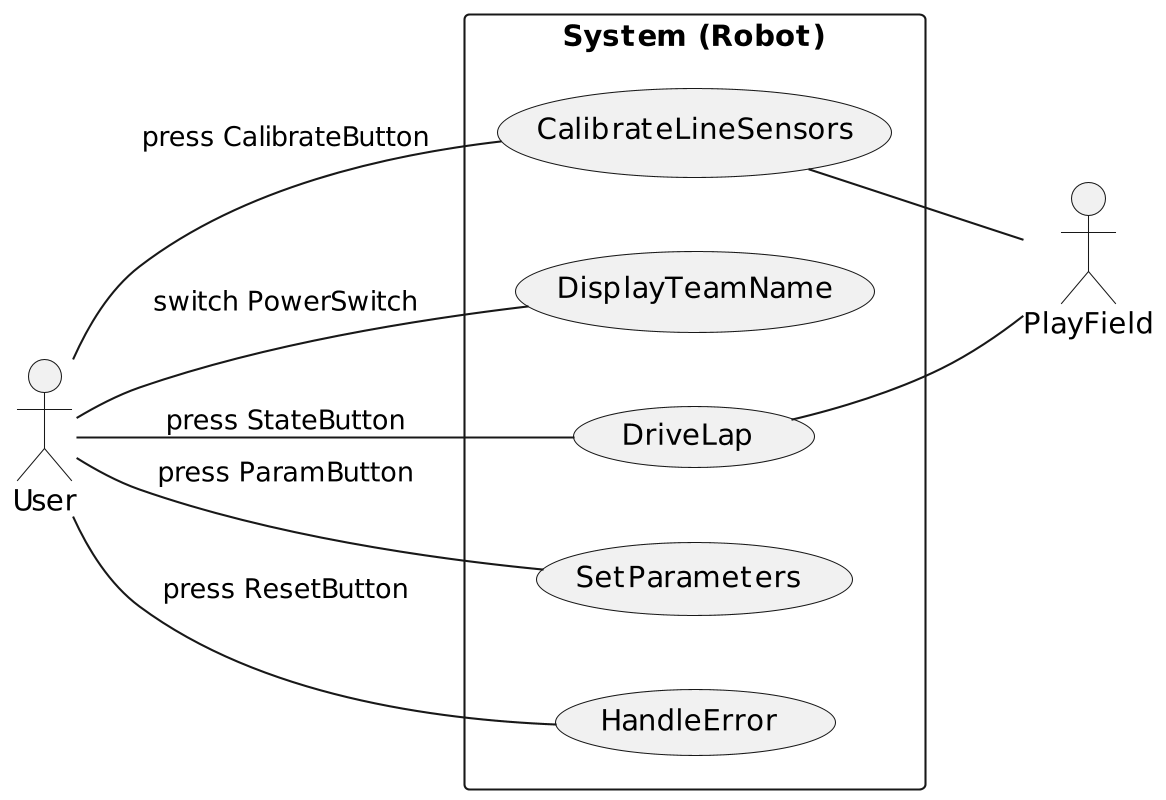 System (Robot)
press CalibrateButton
CalibrateLineSensors
switch PowerSwitch
DisplayTeamName
PlayField
press StateButton
DriveLap
press ParamButton
User
SetParameters
press ResetButton
HandleError